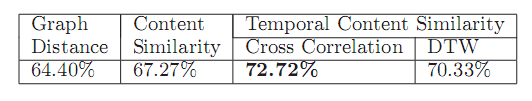 Graph Content Temporal Content Similarity
Distance Similarity Cross Correlation DTW
64.40% 67.27% 72.72% 70.33%